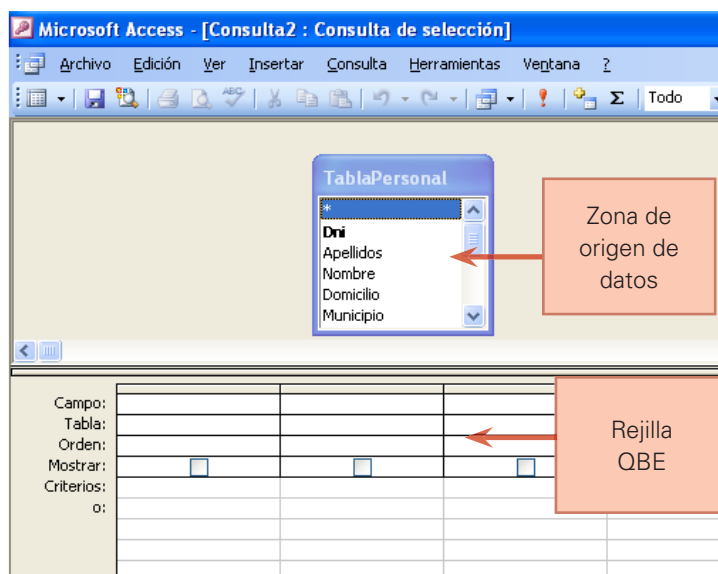 Microsoft Access - [Consulta2 : Consulta de selección]
Archivo Edición Ver Insertar Consulta Herramientas Ventana ?
ABC Σ Todo
TablaPersonal
*
Dni
Apellidos
Nombre
Domicilio
Municipio
Zona de
origen de
datos
Campo:
Tabla:
Orden:
Mostrar:
Criterios:
o:
Rejilla
QBE